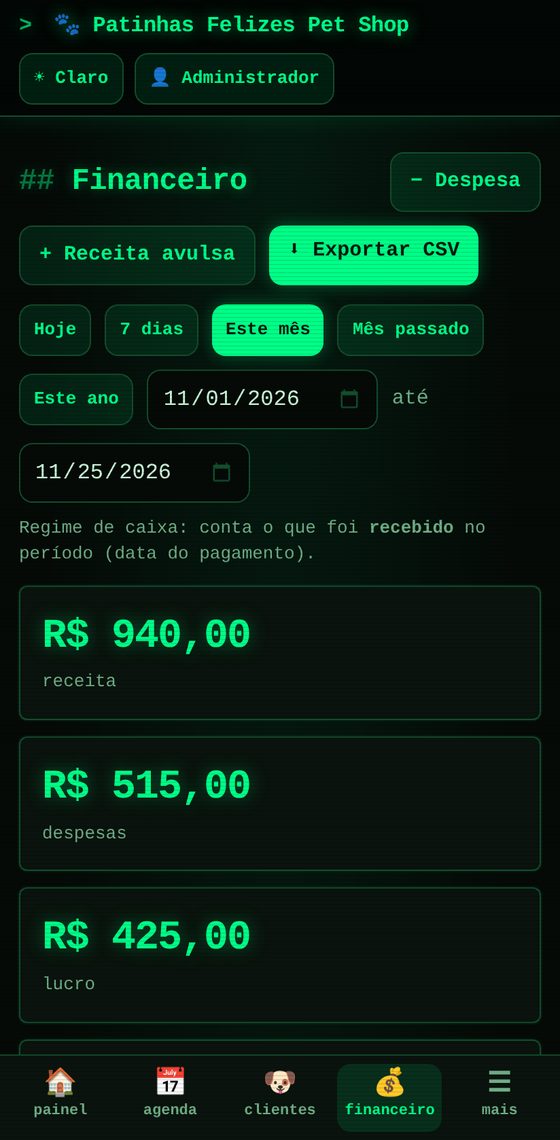 > 🐾 Patinhas Felizes Pet Shop
☀ Claro
👤 Administrador
## Financeiro
− Despesa
+ Receita avulsa
⬇ Exportar CSV
Hoje
7 dias
Este mês
Mês passado
Este ano
11/01/2026
até
11/25/2026
Regime de caixa: conta o que foi recebido no
período (data do pagamento).
R$ 940,00
receita
R$ 515,00
despesas
R$ 425,00
lucro
painel
agenda
clientes
financeiro
mais